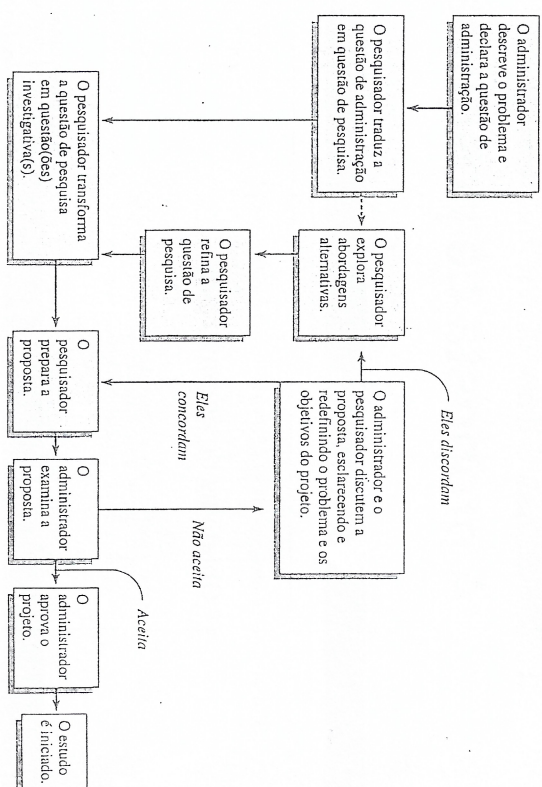 O administrador
descreve o problema e
declara a questão de
administração.
O pesquisador traduz a
questão de administração
em questão de pesquisa.
O pesquisador
explora
abordagens
alternativas.
O pesquisador
refina a
questão de
pesquisa.
O pesquisador transforma
a questão de pesquisa
em questão(ões)
investigativa(s).
Eles discordam
O administrador e o
pesquisador discutem a
proposta, esclarecendo e
redefinindo o problema e os
objetivos do projeto.
Eles
concordam
Não aceita
O
pesquisador
prepara a
proposta.
O
administrador
examina a
proposta.
Aceita
O
administrador
aprova o
projeto.
O estudo
é iniciado.